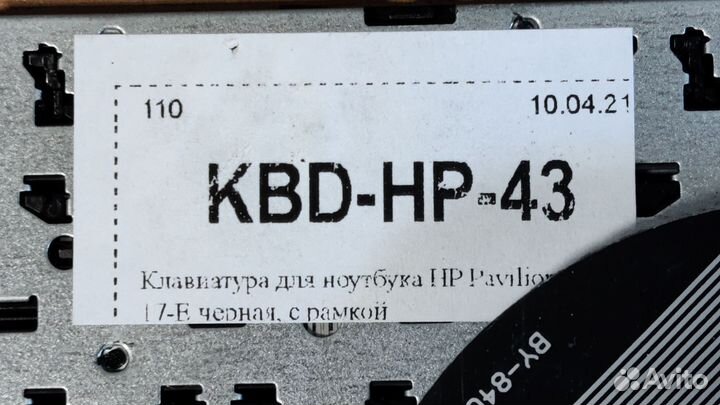 110 10.04.21
KBD-HP-43
Клавиатура для ноутбука HP Pavilion
17-E черная, с рамкой
BY-840
Avito